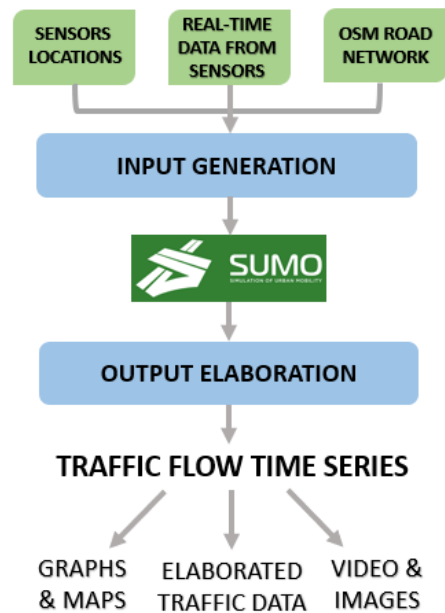 SENSORS
LOCATIONS
REAL-TIME
DATA FROM
SENSORS
OSM ROAD
NETWORK
INPUT GENERATION
SUMO
SIMULATION OF URBAN MOBILITY
OUTPUT ELABORATION
TRAFFIC FLOW TIME SERIES
GRAPHS
& MAPS
ELABORATED
TRAFFIC DATA
VIDEO &
IMAGES